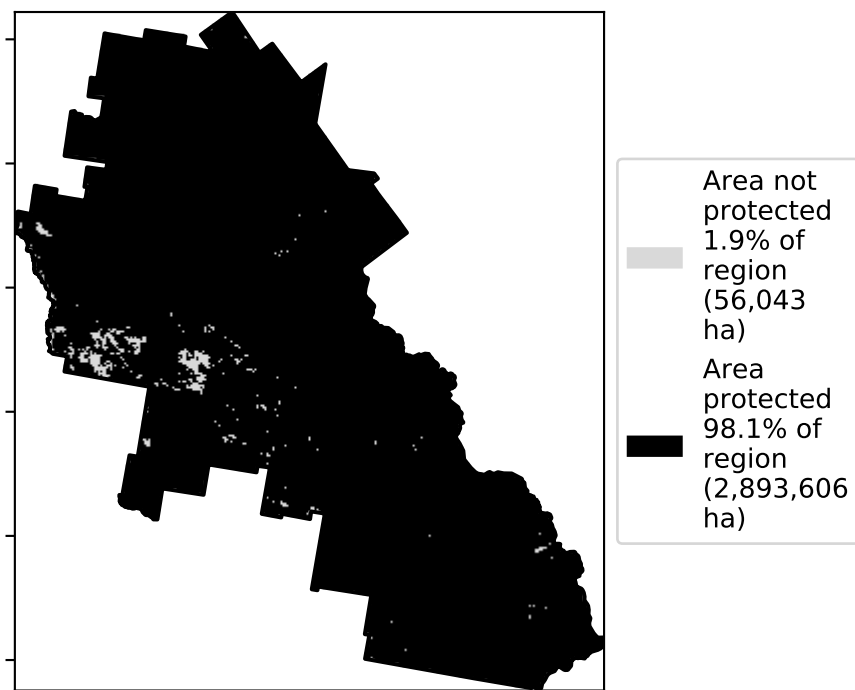 Area not
protected
1.9% of
region
(56,043
ha)
Area
protected
98.1% of
region
(2,893,606
ha)